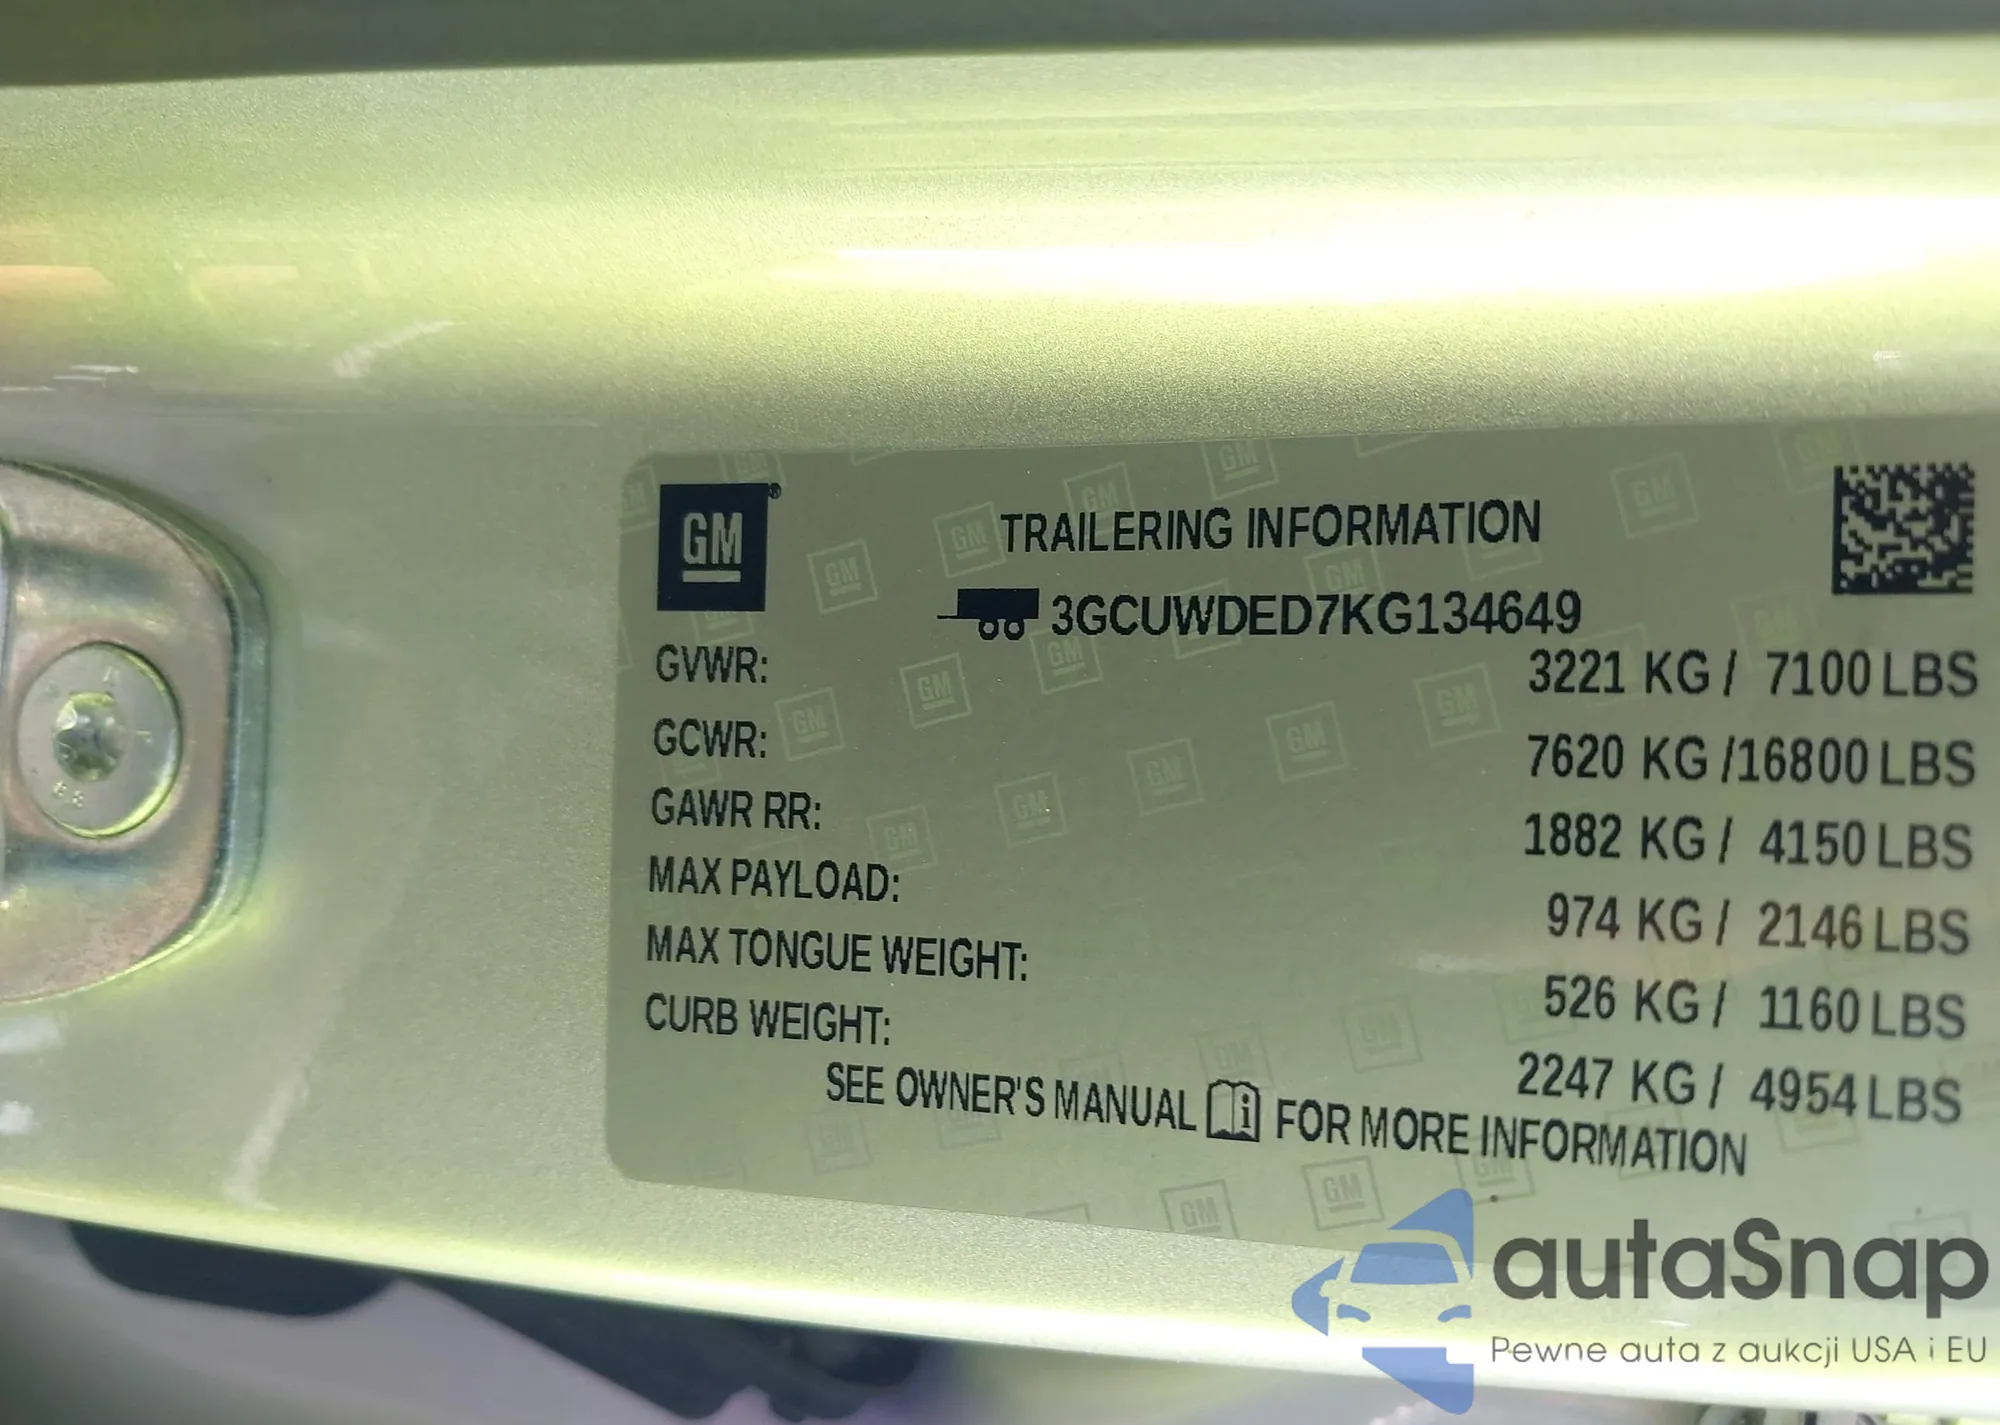 GM®
TRAILERING INFORMATION
3GCUWDED7KG134649
GVWR: 3221 KG / 7100 LBS
GCWR: 7620 KG /16800 LBS
GAWR RR: 1882 KG / 4150 LBS
MAX PAYLOAD: 974 KG / 2146 LBS
MAX TONGUE WEIGHT: 526 KG / 1160 LBS
CURB WEIGHT: 2247 KG / 4954 LBS
SEE OWNER'S MANUAL i FOR MORE INFORMATION
autaSnap
Pewne auta z aukcji USA i EU